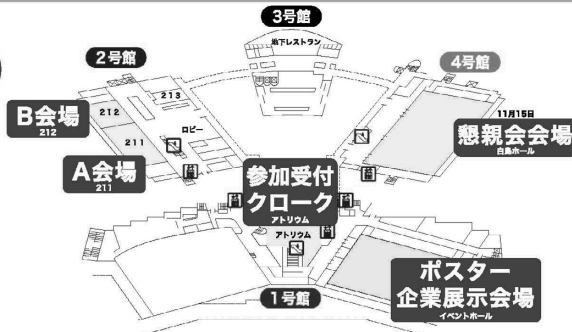 3号館
地下レストラン
2号館
4号館
213
B会場
212
212
ロビー
11月15日
懇親会会場
白鳥ホール
211
A会場
211
参加受付
クローク
アトリウム
アトリウム
ポスター
企業展示会場
イベントホール
1号館